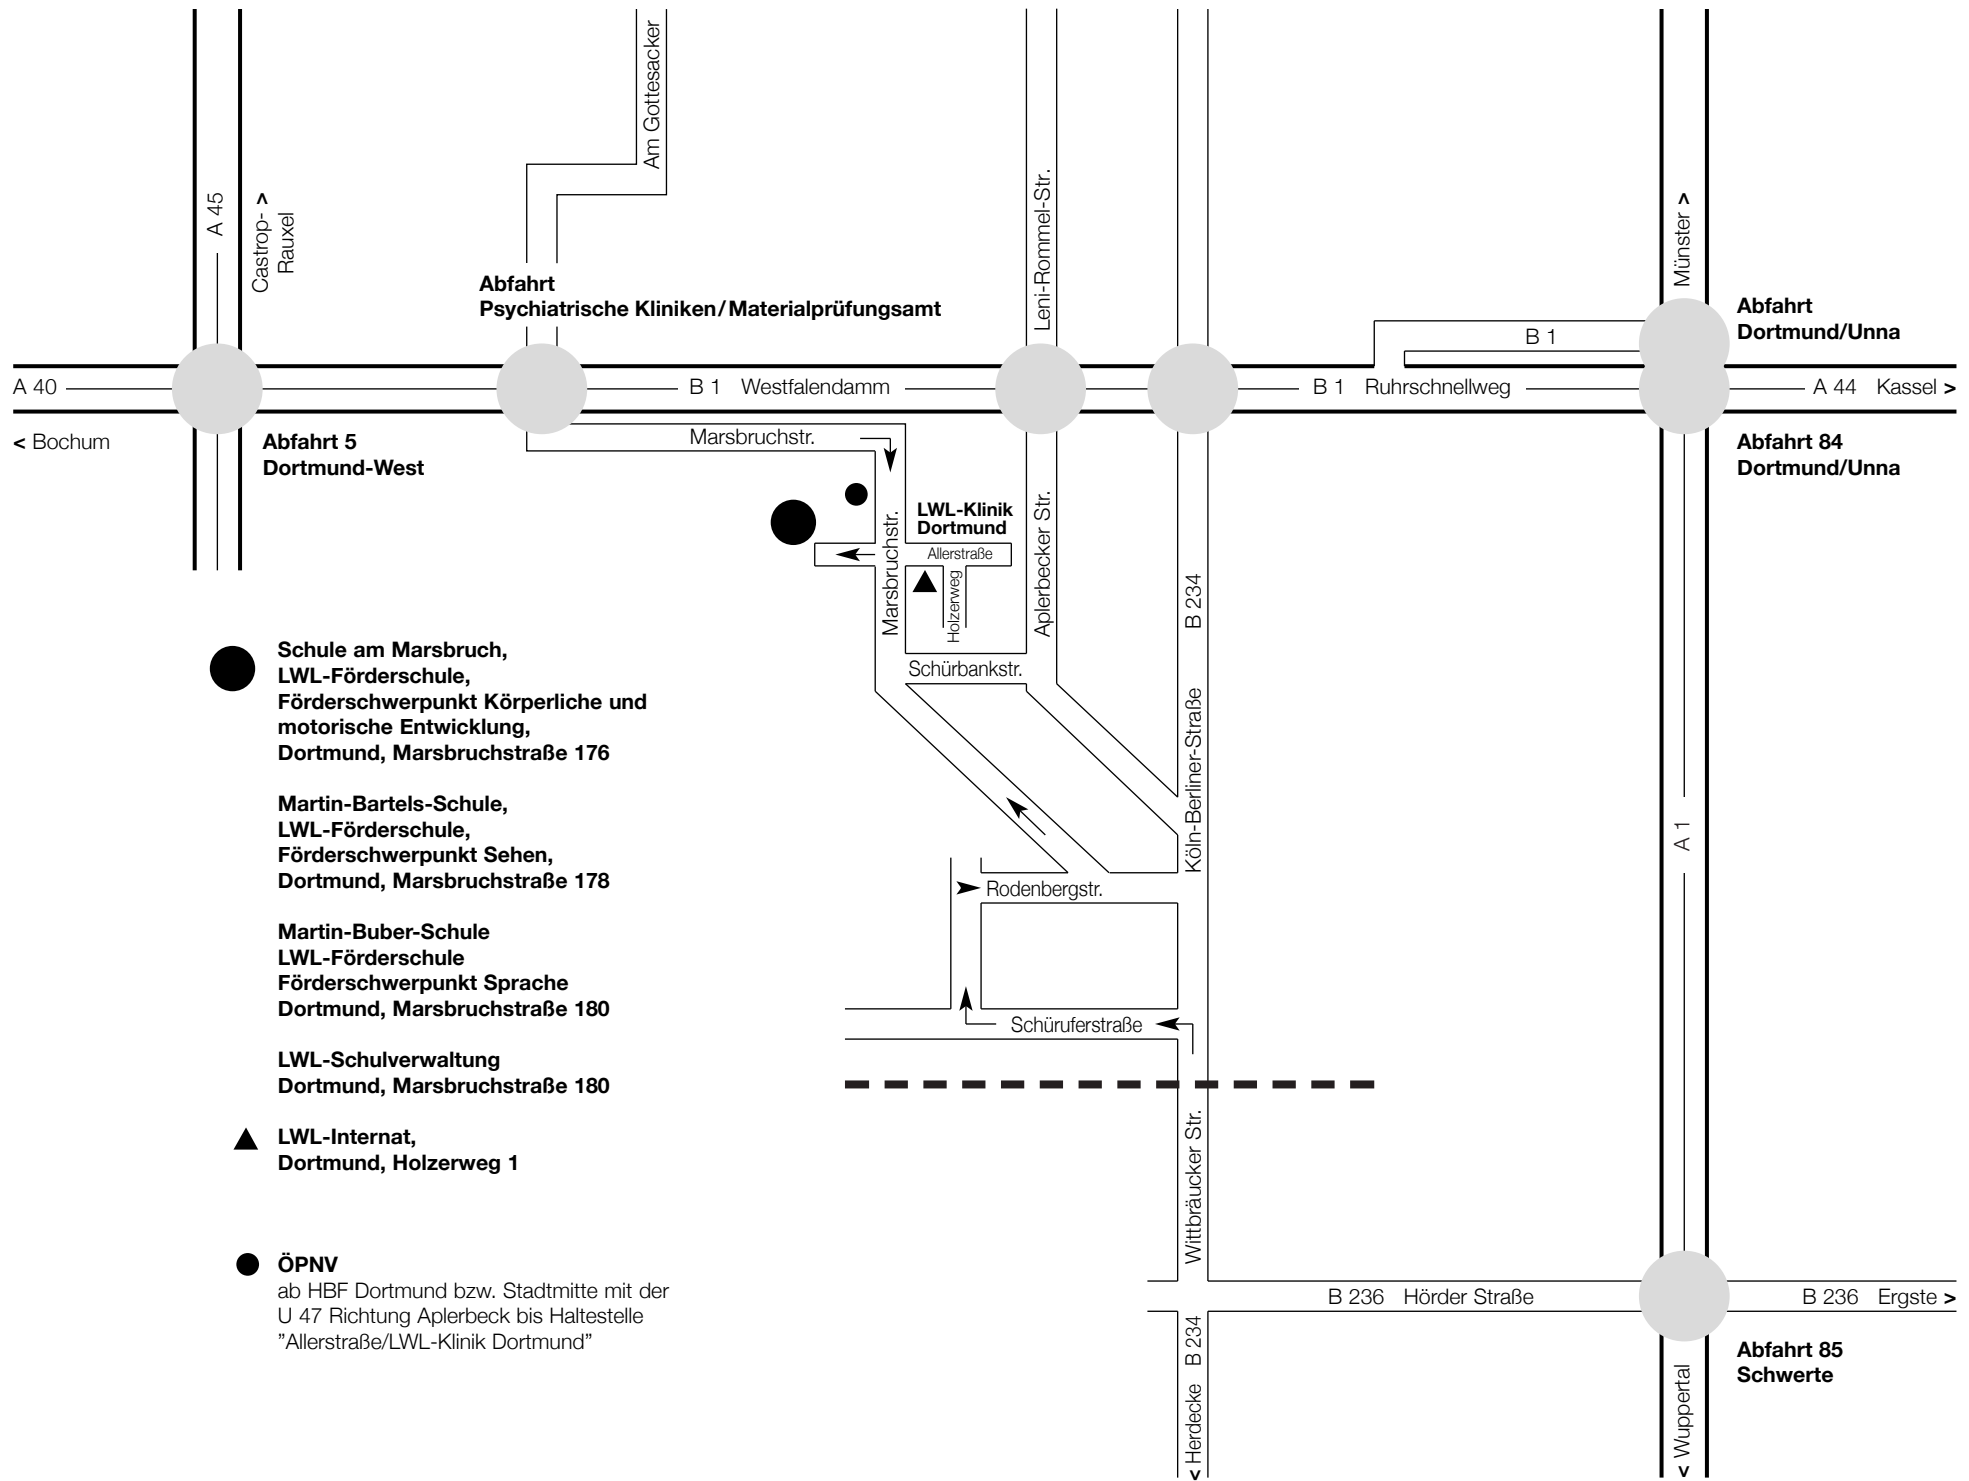 Am Gottesacker
A 45
Castrop- >
Rauxel
Leni-Rommel-Str.
Münster >
Abfahrt
Psychiatrische Kliniken/Materialprüfungsamt
Abfahrt
Dortmund/Unna
B 1
A 40
B 1 Westfalendamm
B 1 Ruhrschnellweg
A 44 Kassel >
< Bochum
Abfahrt 5
Dortmund-West
Marsbruchstr.
Abfahrt 84
Dortmund/Unna
LWL-Klinik
Dortmund
Allerstraße
Marsbruchstr.
Holzerweg
Aplerbecker Str.
B 234
Schürbankstr.
Köln-Berliner-Straße
A 1
Rodenbergstr.
Schüruferstraße
Wittbräucker Str.
B 236 Hörder Straße
B 236 Ergste >
< Herdecke B 234
Abfahrt 85
Schwerte
< Wuppertal
Schule am Marsbruch,
LWL-Förderschule,
Förderschwerpunkt Körperliche und
motorische Entwicklung,
Dortmund, Marsbruchstraße 176
Martin-Bartels-Schule,
LWL-Förderschule,
Förderschwerpunkt Sehen,
Dortmund, Marsbruchstraße 178
Martin-Buber-Schule
LWL-Förderschule
Förderschwerpunkt Sprache
Dortmund, Marsbruchstraße 180
LWL-Schulverwaltung
Dortmund, Marsbruchstraße 180
LWL-Internat,
Dortmund, Holzerweg 1
ÖPNV
ab HBF Dortmund bzw. Stadtmitte mit der
U 47 Richtung Aplerbeck bis Haltestelle
”Allerstraße/LWL-Klinik Dortmund”